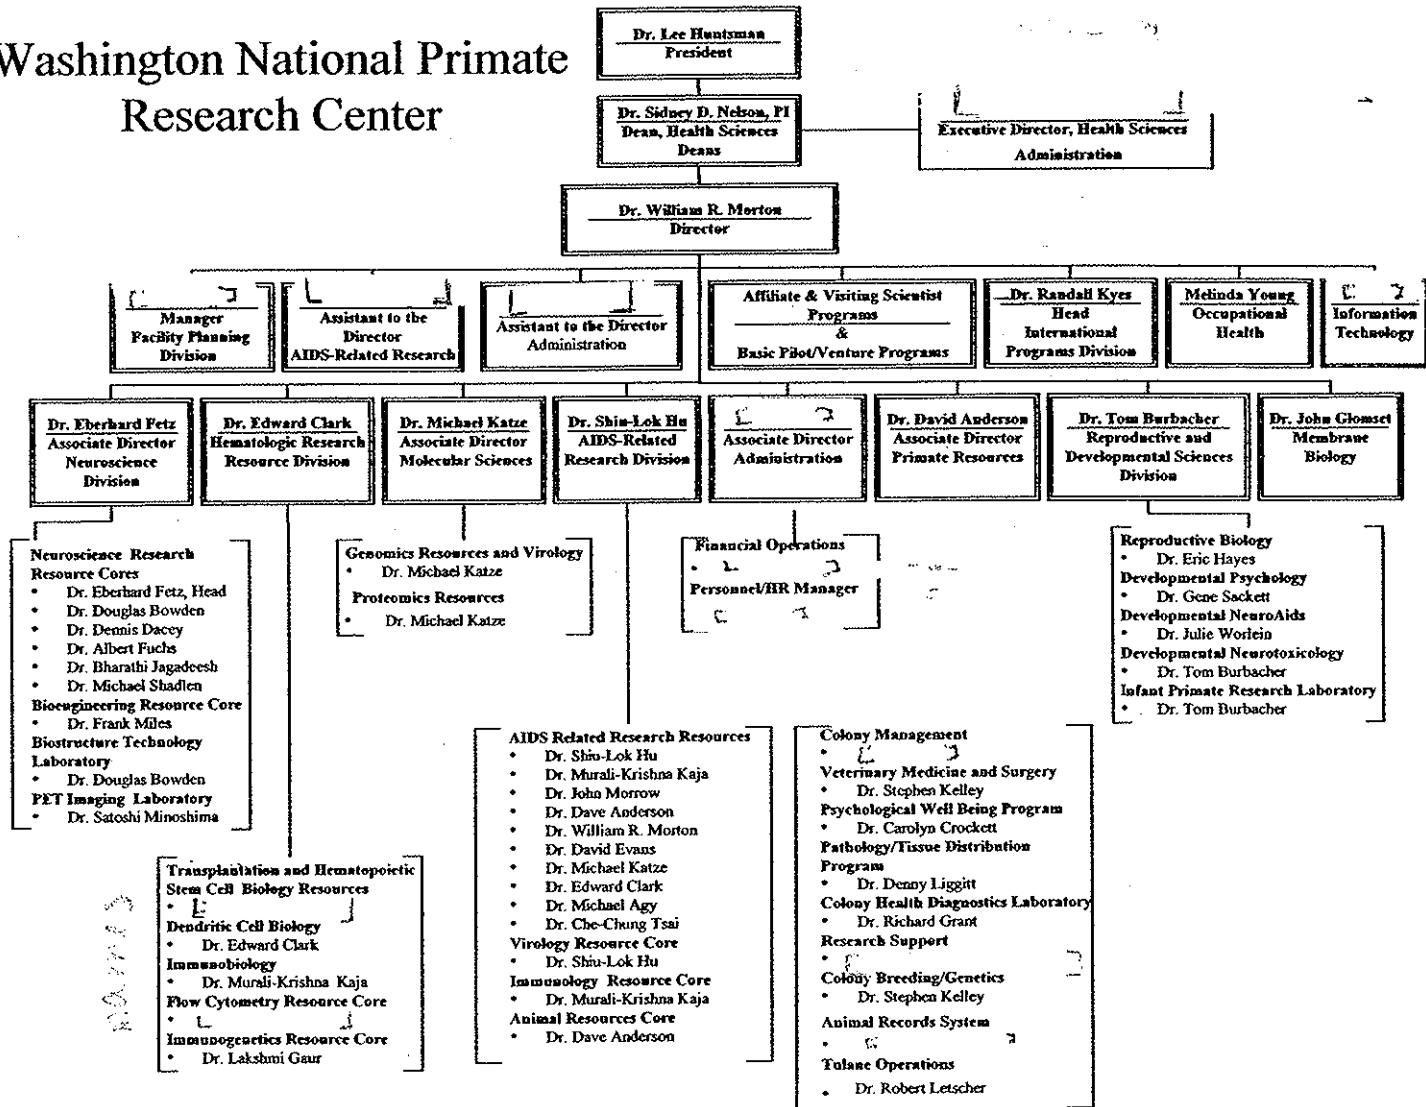 Washington National Primate
Research Center
Dr. Lee Huntsman
President
Dr. Sidney D. Nelson, PI
Dean, Health Sciences
Deans
Executive Director, Health Sciences
Administration
Dr. William R. Morton
Director
Manager
Facility Planning
Division
Assistant to the
Director
AIDS-Related Research
Assistant to the Director
Administration
Affiliate & Visiting Scientist
Programs
&
Basic Pilot/Venture Programs
Dr. Randall Kyes
Head
International
Programs Division
Melinda Young
Occupational
Health
Information
Technology
Dr. Eberhard Fetz
Associate Director
Neuroscience
Division
Dr. Edward Clark
Hematologic Research
Resource Division
Dr. Michael Katze
Associate Director
Molecular Sciences
Dr. Shiu-Lok Hu
AIDS-Related
Research Division
Associate Director
Administration
Dr. David Anderson
Associate Director
Primate Resources
Dr. Tom Burbacher
Reproductive and
Developmental Sciences
Division
Dr. John Glomset
Membrane
Biology
Neuroscience Research
Resource Cores
• Dr. Eberhard Fetz, Head
• Dr. Douglas Bowden
• Dr. Dennis Dacey
• Dr. Albert Fuchs
• Dr. Bharathi Jagadeesh
• Dr. Michael Shadlen
Bioengineering Resource Core
• Dr. Frank Miles
Biostructure Technology
Laboratory
• Dr. Douglas Bowden
PET Imaging Laboratory
• Dr. Satoshi Minoshima
Genomics Resources and Virology
• Dr. Michael Katze
Proteomics Resources
• Dr. Michael Katze
Financial Operations
Personnel/HR Manager
Reproductive Biology
• Dr. Eric Hayes
Developmental Psychology
• Dr. Gene Sackett
Developmental NeuroAids
• Dr. Julie Worlein
Developmental Neurotoxicology
• Dr. Tom Burbacher
Infant Primate Research Laboratory
• Dr. Tom Burbacher
Transplantation and Hematopoietic
Stem Cell Biology Resources
Dendritic Cell Biology
• Dr. Edward Clark
Immunobiology
• Dr. Murali-Krishna Kaja
Flow Cytometry Resource Core
Immunogenetics Resource Core
• Dr. Lakshmi Gaur
AIDS Related Research Resources
• Dr. Shiu-Lok Hu
• Dr. Murali-Krishna Kaja
• Dr. John Morrow
• Dr. Dave Anderson
• Dr. William R. Morton
• Dr. David Evans
• Dr. Michael Katze
• Dr. Edward Clark
• Dr. Michael Agy
• Dr. Che-Chung Tsai
Virology Resource Core
• Dr. Shiu-Lok Hu
Immunology Resource Core
• Dr. Murali-Krishna Kaja
Animal Resources Core
• Dr. Dave Anderson
Colony Management
Veterinary Medicine and Surgery
• Dr. Stephen Kelley
Psychological Well Being Program
• Dr. Carolyn Crockett
Pathology/Tissue Distribution
Program
• Dr. Denny Liggitt
Colony Health Diagnostics Laboratory
• Dr. Richard Grant
Research Support
Colony Breeding/Genetics
• Dr. Stephen Kelley
Animal Records System
Tulane Operations
• Dr. Robert Letscher